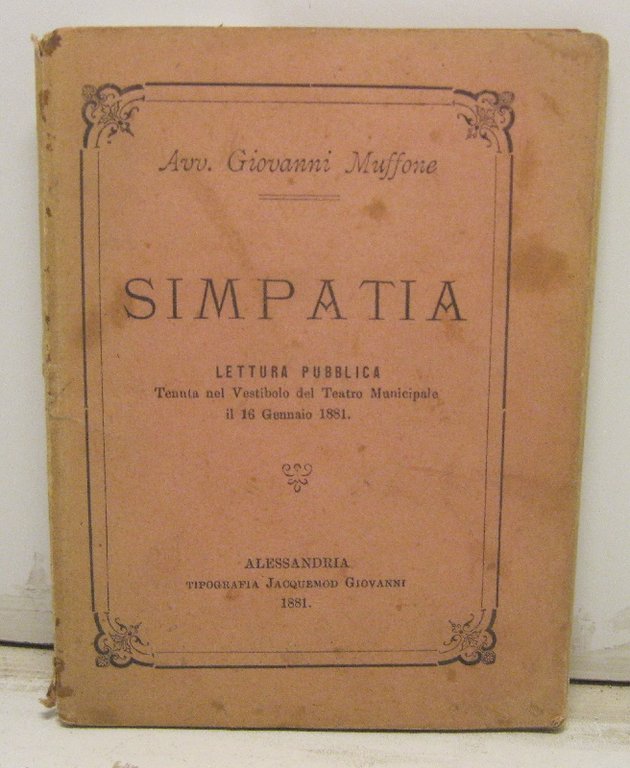 Avv. Giovanni Muffone
SIMPATIA
LETTURA PUBBLICA
Tenuta nel Vestibolo del Teatro Municipale
il 16 Gennaio 1881.
ALESSANDRIA
TIPOGRAFIA JACQUEMOD GIOVANNI
1881.